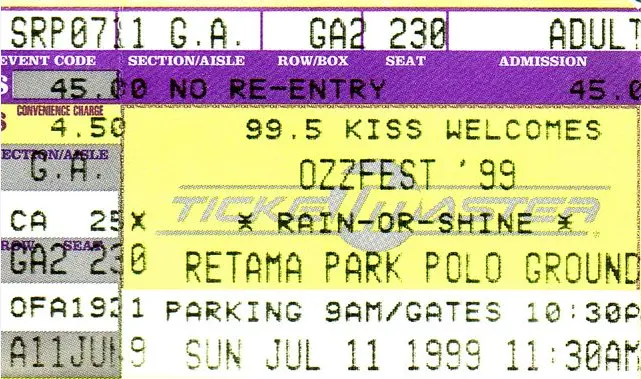 SRP0711 G.A. GA2 230 ADULT
EVENT CODE SECTION/AISLE ROW/BOX SEAT ADMISSION
$ 45.00 NO RE-ENTRY 45.0
CONVENIENCE CHARGE
$ 4.50 99.5 KISS WELCOMES
SECTION/AISLE
G.A. OZZFEST '99
TICKETMASTER
CA 25X * RAIN-OR-SHINE *
ROW SEAT
GA2 230 RETAMA PARK POLO GROUND
OFA1921 PARKING 9AM/GATES 10:30A
A11JUN9 SUN JUL 11 1999 11:30AM